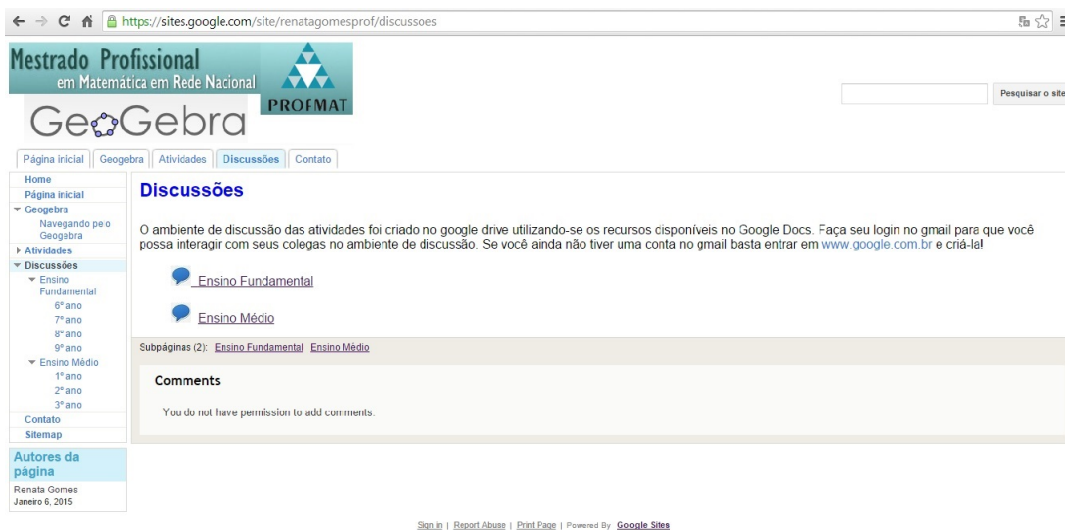 https://sites.google.com/site/renatagomesprof/discussoes
Mestrado Profissional
em Matemática em Rede Nacional
PROFMAT
GeoGebra
Pesquisar o site
Página inicial
Geogebra
Atividades
Discussões
Contato
Home
Página inicial
Geogebra
Navegando pelo
Geogebra
Atividades
Discussões
Ensino
Fundamental
6º ano
7º ano
8º ano
9º ano
Ensino Médio
1º ano
2º ano
3º ano
Contato
Sitemap
Autores da
página
Renata Gomes
Janeiro 6, 2015
Discussões
O ambiente de discussão das atividades foi criado no google drive utilizando-se os recursos disponíveis no Google Docs. Faça seu login no gmail para que você
possa interagir com seus colegas no ambiente de discussão. Se você ainda não tiver uma conta no gmail basta entrar em www.google.com.br e criá-la!
Ensino Fundamental
Ensino Médio
Subpáginas (2): Ensino Fundamental Ensino Médio
Comments
You do not have permission to add comments.
Sign in | Report Abuse | Print Page | Powered By Google Sites